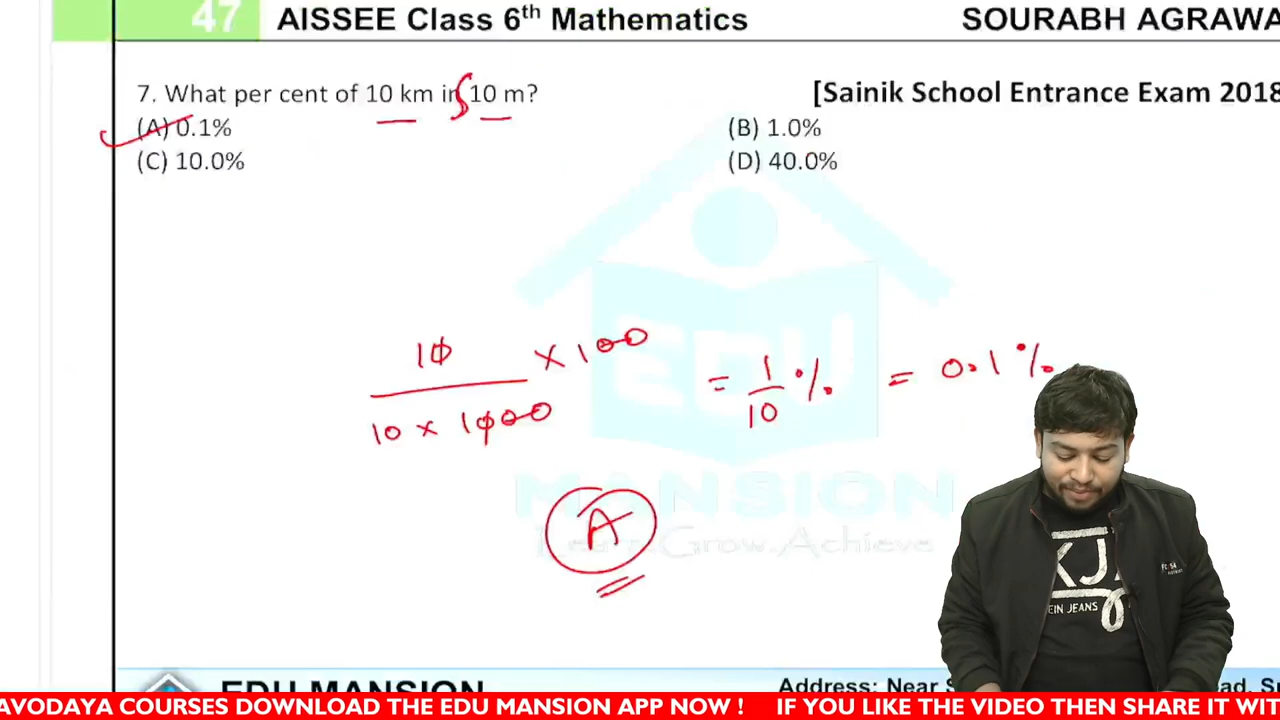 47 AISSEE Class 6th Mathematics SOURABH AGRAWA
7. What per cent of 10 km in 10 m? [Sainik School Entrance Exam 2018
(A) 0.1% (B) 1.0%
(C) 10.0% (D) 40.0%
10 / 10 × 1000 × 100 = 1/10 % = 0.1 %
A
EDU
MANSION
Learn.Grow.Achieve
KJ
EIN JEANS
EDU MANSION Address: Near S
AVODAYA COURSES DOWNLOAD THE EDU MANSION APP NOW ! IF YOU LIKE THE VIDEO THEN SHARE IT WIT